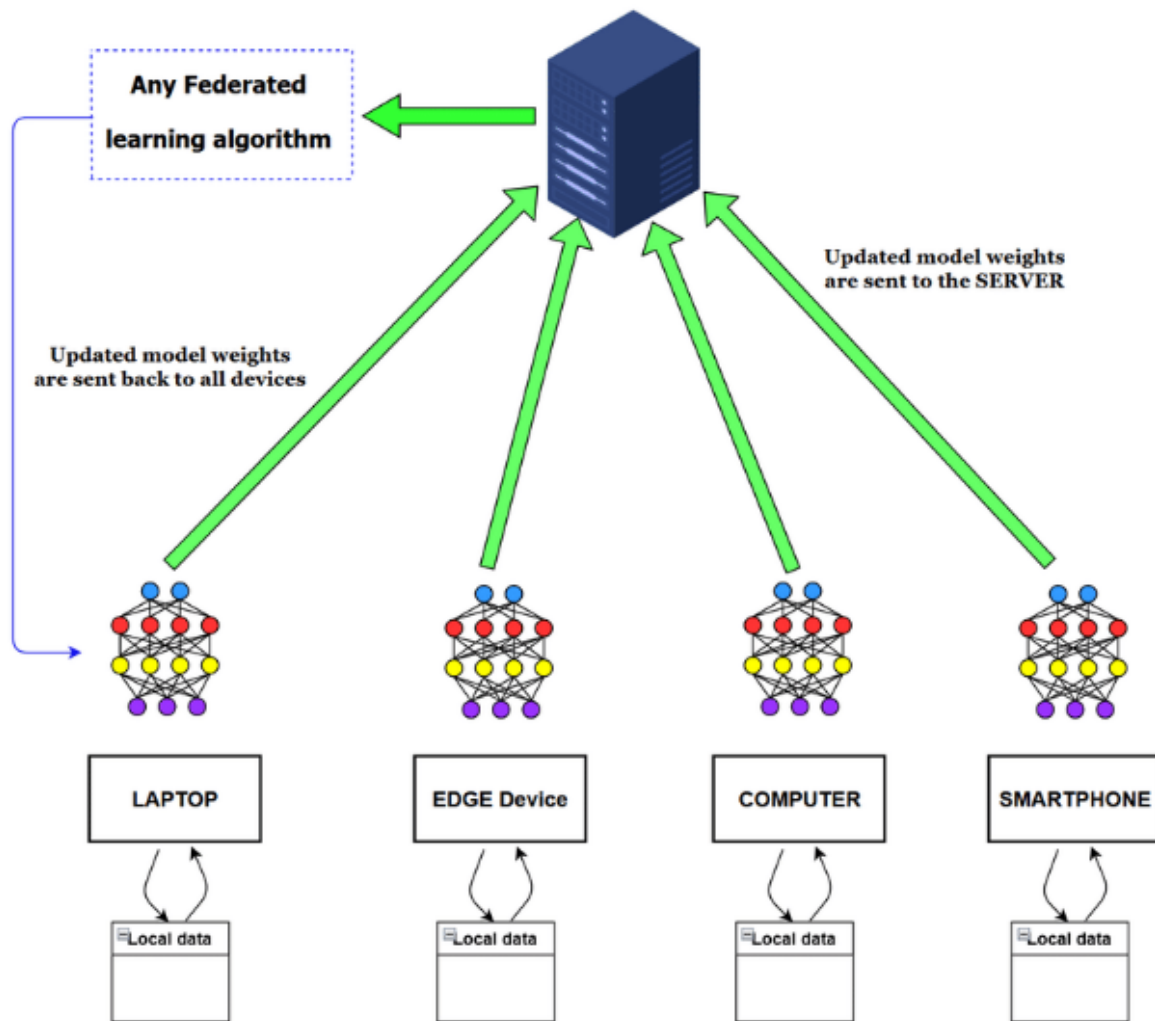 Any Federated
learning algorithm
Updated model weights
are sent to the SERVER
Updated model weights
are sent back to all devices
LAPTOP
EDGE Device
COMPUTER
SMARTPHONE
Local data
Local data
Local data
Local data